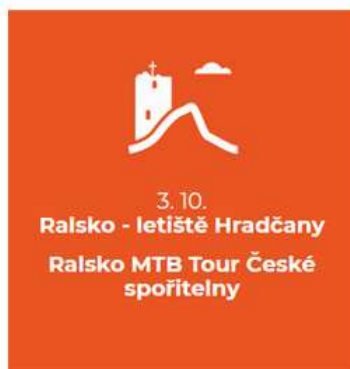 3. 10.
Ralsko - letiště Hradčany
Ralsko MTB Tour České
spořitelny